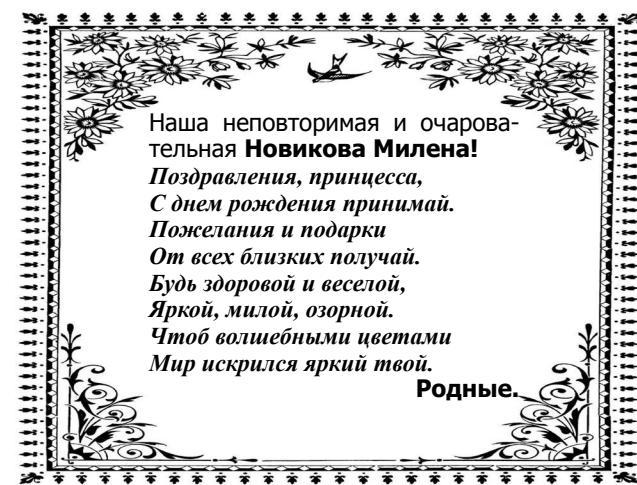 Наша неповторимая и очарова-
тельная Новикова Милена!
Поздравления, принцесса,
С днем рождения принимай.
Пожелания и подарки
От всех близких получай.
Будь здоровой и веселой,
Яркой, милой, озорной.
Чтоб волшебными цветами
Мир искрился яркий твой.
Родные.